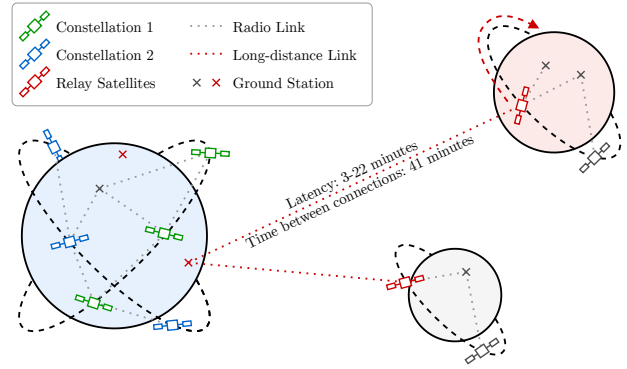 Constellation 1
Constellation 2
Relay Satellites
Radio Link
Long-distance Link
Ground Station
Latency: 3-22 minutes
Time between connections: 41 minutes